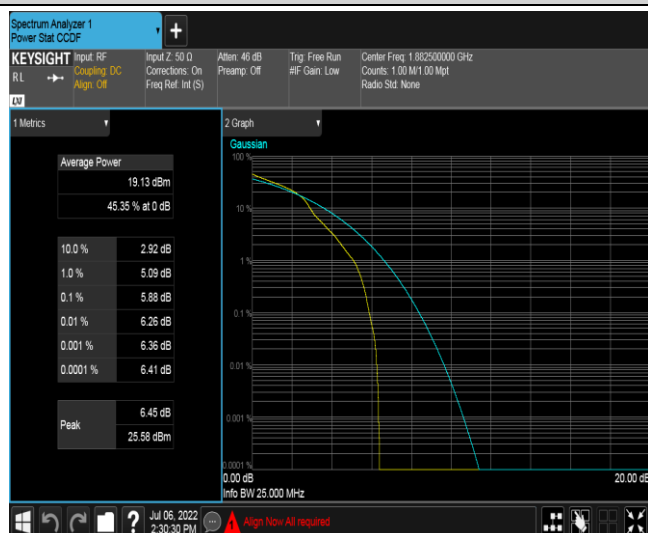 Spectrum Analyzer 1
Power Stat CCDF
+
KEYSIGHT
RL
LXI
Input: RF
Coupling: DC
Align: Off
Input Z: 50 Ω
Corrections: On
Freq Ref: Int (S)
Atten: 46 dB
Preamp: Off
Trig: Free Run
#IF Gain: Low
Center Freq: 1.882500000 GHz
Counts: 1.00 M/1.00 Mpt
Radio Std: None
1 Metrics
Average Power
19.13 dBm
45.35 % at 0 dB
10.0 % 2.92 dB
1.0 % 5.09 dB
0.1 % 5.88 dB
0.01 % 6.26 dB
0.001 % 6.36 dB
0.0001 % 6.41 dB
Peak
6.45 dB
25.58 dBm
2 Graph
Gaussian
100 %
10 %
1 %
0.1 %
0.01 %
0.001 %
0.0001 %
0.00 dB 20.00 dB
Info BW 25.000 MHz
?
Jul 06, 2022
2:30:30 PM
Align Now All required